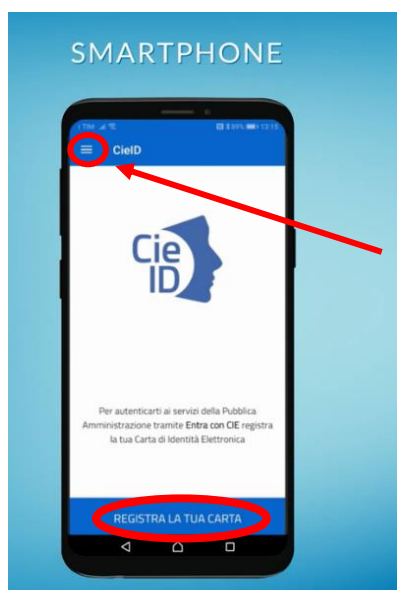 SMARTPHONE
CieID
Cie
ID
Per autenticarti ai servizi della Pubblica
Amministrazione tramite Entra con CIE registra
la tua Carta di Identità Elettronica
REGISTRA LA TUA CARTA